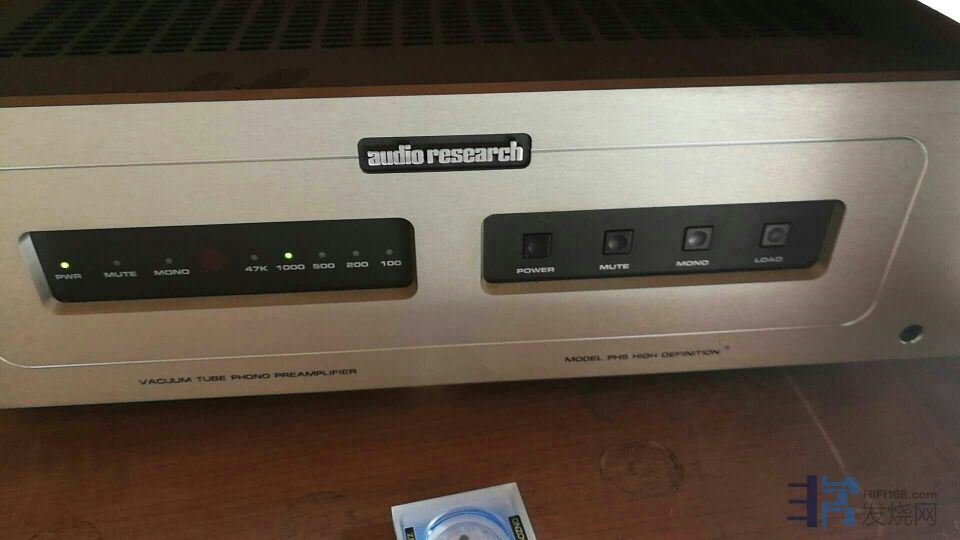 audio research
PWR MUTE MONO 47K 1000 500 200 100
POWER MUTE MONO LOAD
VACUUM TUBE PHONO PREAMPLIFIER
MODEL PH5 HIGH DEFINITION ®
HIFI168.com
发烧网